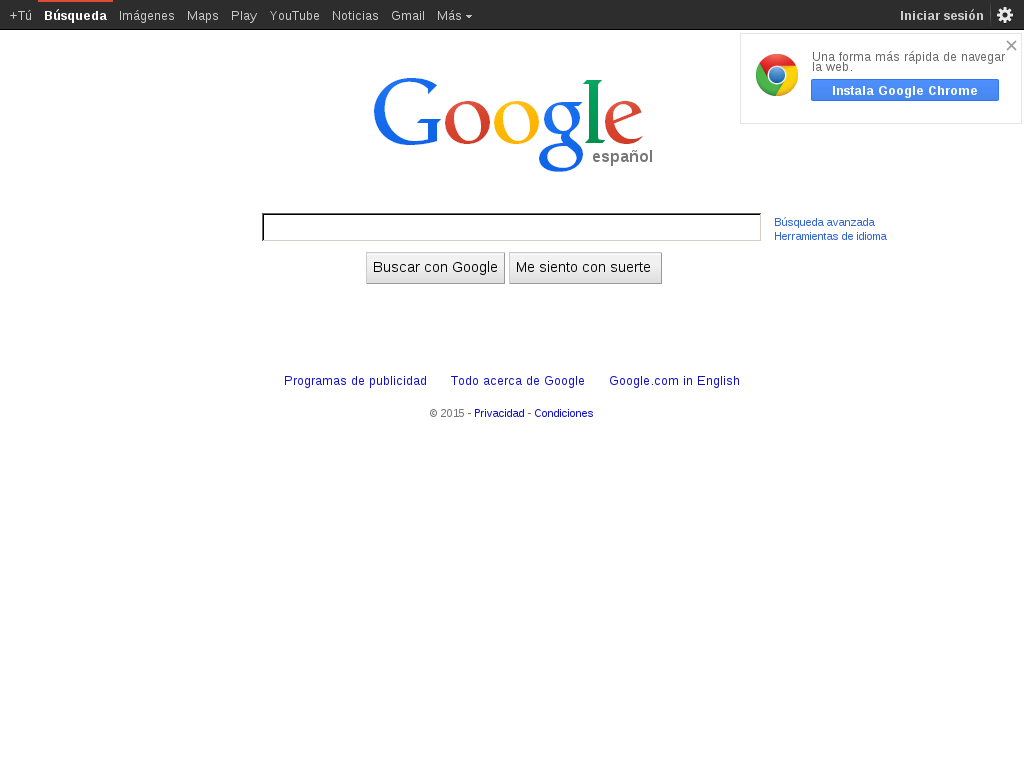 +Tú Búsqueda Imágenes Maps Play YouTube Noticias Gmail Más Iniciar sesión
Una forma más rápida de navegar
la web.
Instala Google Chrome
Google
español
Búsqueda avanzada
Herramientas de idioma
Buscar con Google Me siento con suerte
Programas de publicidad Todo acerca de Google Google.com in English
© 2015 - Privacidad - Condiciones